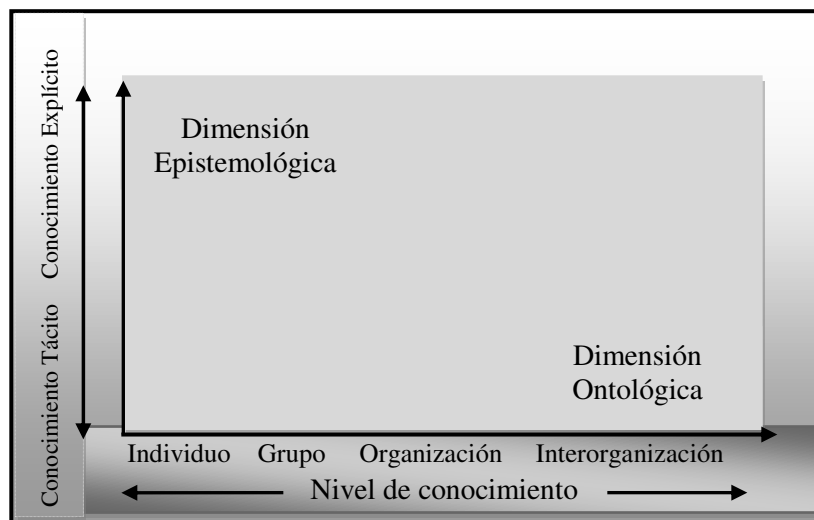 Conocimiento Tácito    Conocimiento Explícito
Dimensión
Epistemológica
Dimensión
Ontológica
Individuo    Grupo    Organización    Interorganización
Nivel de conocimiento